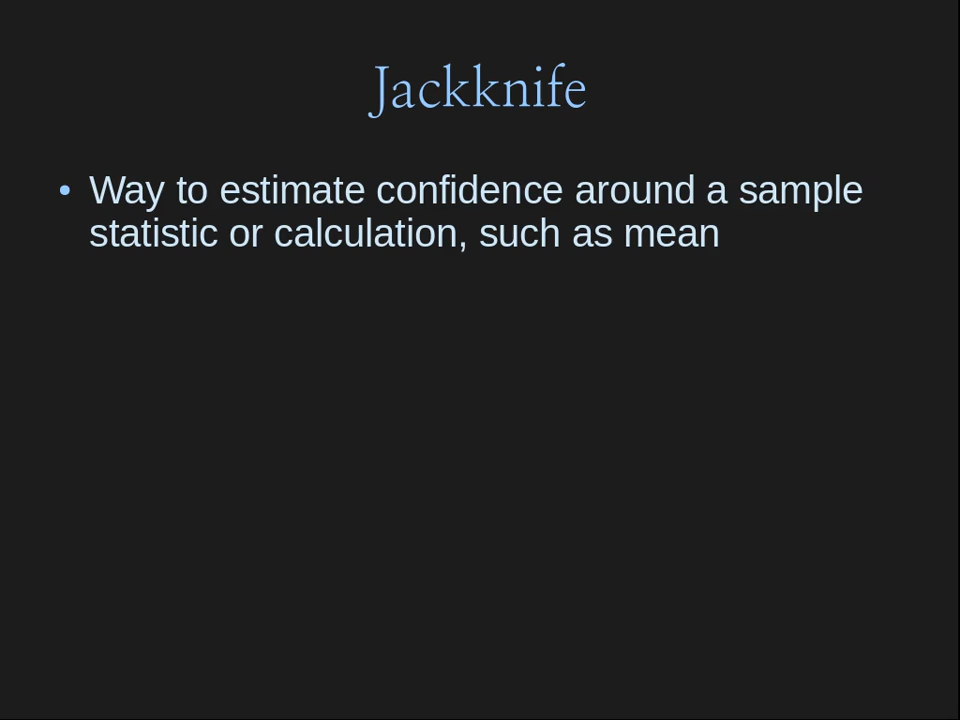 Jackknife
• Way to estimate confidence around a sample
statistic or calculation, such as mean